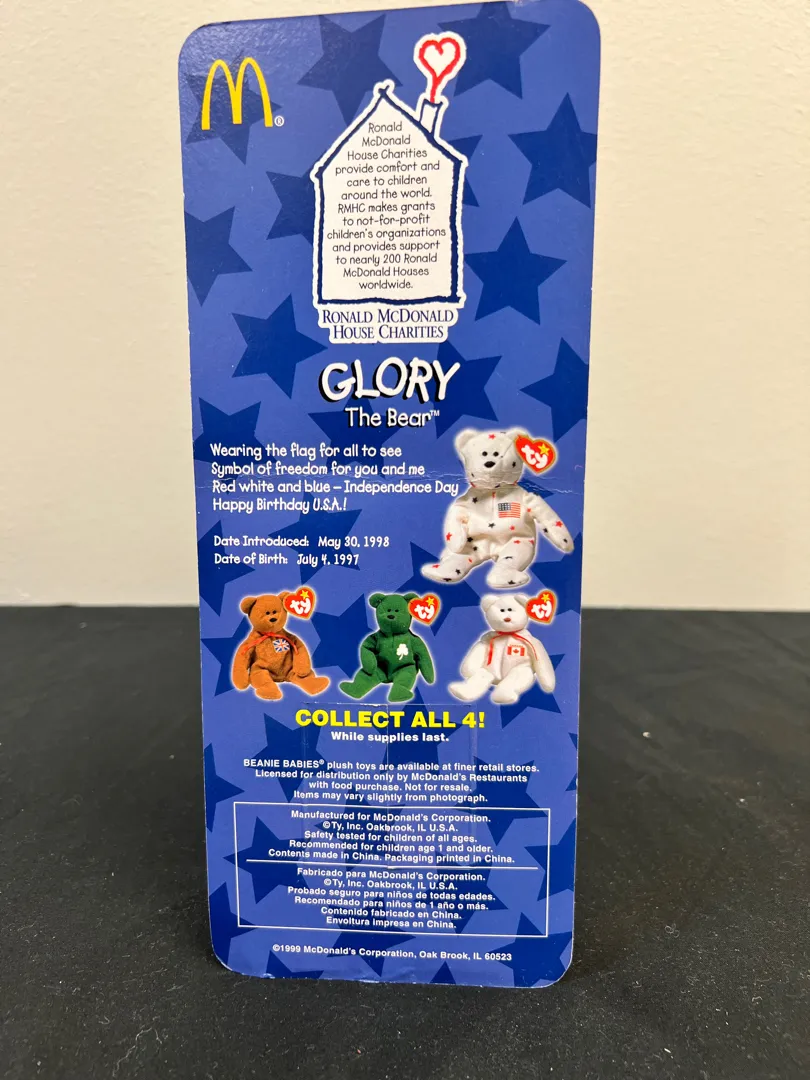 Ronald
McDonald
House Charities
provide comfort and
care to children
around the world.
RMHC makes grants
to not-for-profit
children's organizations
and provides support
to nearly 200 Ronald
McDonald Houses
worldwide.
RONALD MCDONALD
HOUSE CHARITIES
GLORY
The Bear™
Wearing the flag for all to see
Symbol of freedom for you and me
Red white and blue – Independence Day
Happy Birthday U.S.A.!
Date Introduced: May 30, 1998
Date of Birth: July 4, 1997
ty
ty
ty
ty
COLLECT ALL 4!
While supplies last.
BEANIE BABIES® plush toys are available at finer retail stores.
Licensed for distribution only by McDonald's Restaurants
with food purchase. Not for resale.
Items may vary slightly from photograph.
Manufactured for McDonald's Corporation.
©Ty, Inc. Oakbrook, IL U.S.A.
Safety tested for children of all ages.
Recommended for children age 1 and older.
Contents made in China. Packaging printed in China.
Fabricado para McDonald's Corporation.
©Ty, Inc. Oakbrook, IL U.S.A.
Probado seguro para niños de todas edades.
Recomendado para niños de 1 año o más.
Contenido fabricado en China.
Envoltura impresa en China.
©1999 McDonald's Corporation, Oak Brook, IL 60523